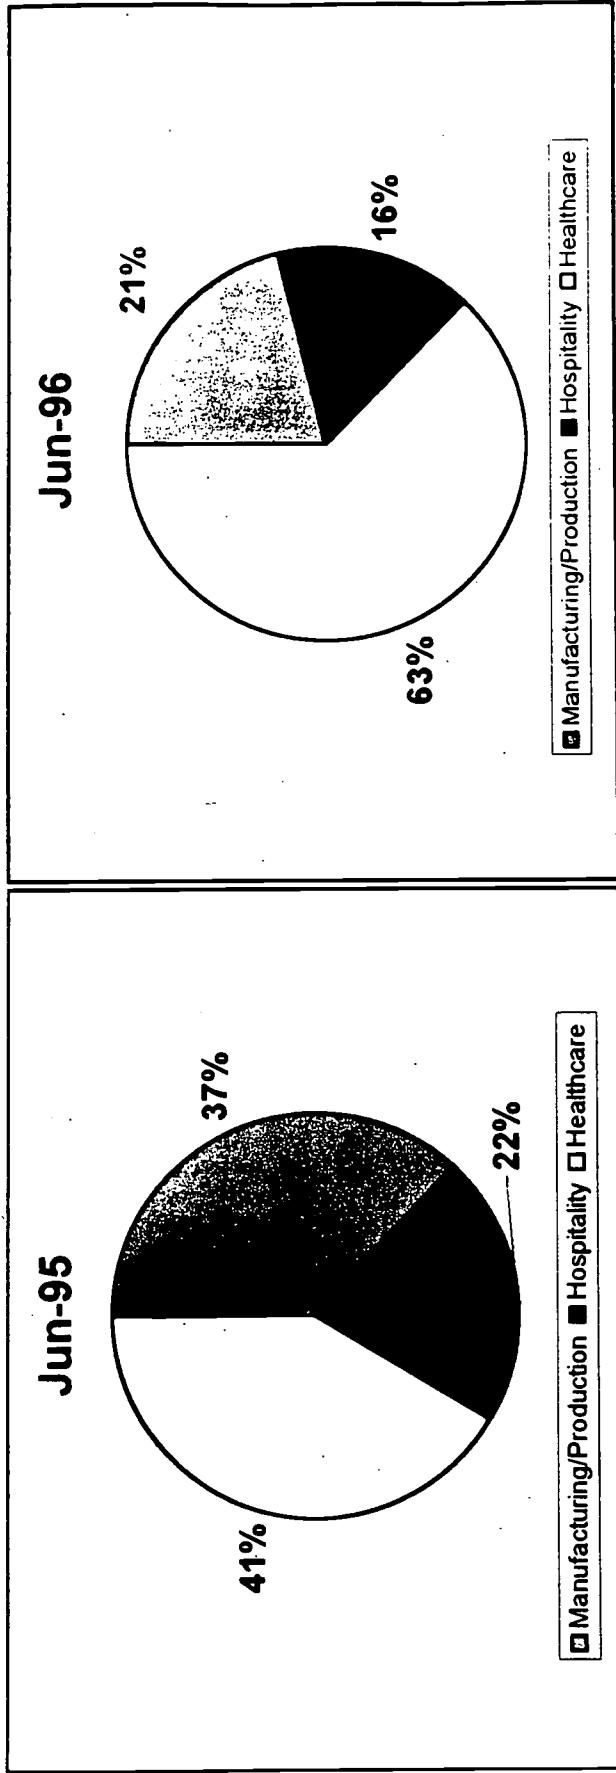 Jun-95
37%
41%
22%
Manufacturing/Production Hospitality Healthcare
Jun-96
21%
16%
63%
Manufacturing/Production Hospitality Healthcare